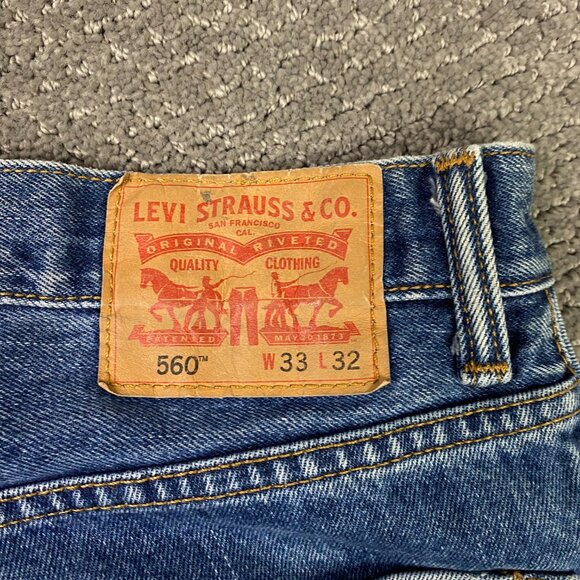 LEVI STRAUSS & CO.
SAN FRANCISCO
CAL.
ORIGINAL RIVETED
QUALITY CLOTHING
PATENTED MAY 20 1873
560™ W 33 L 32